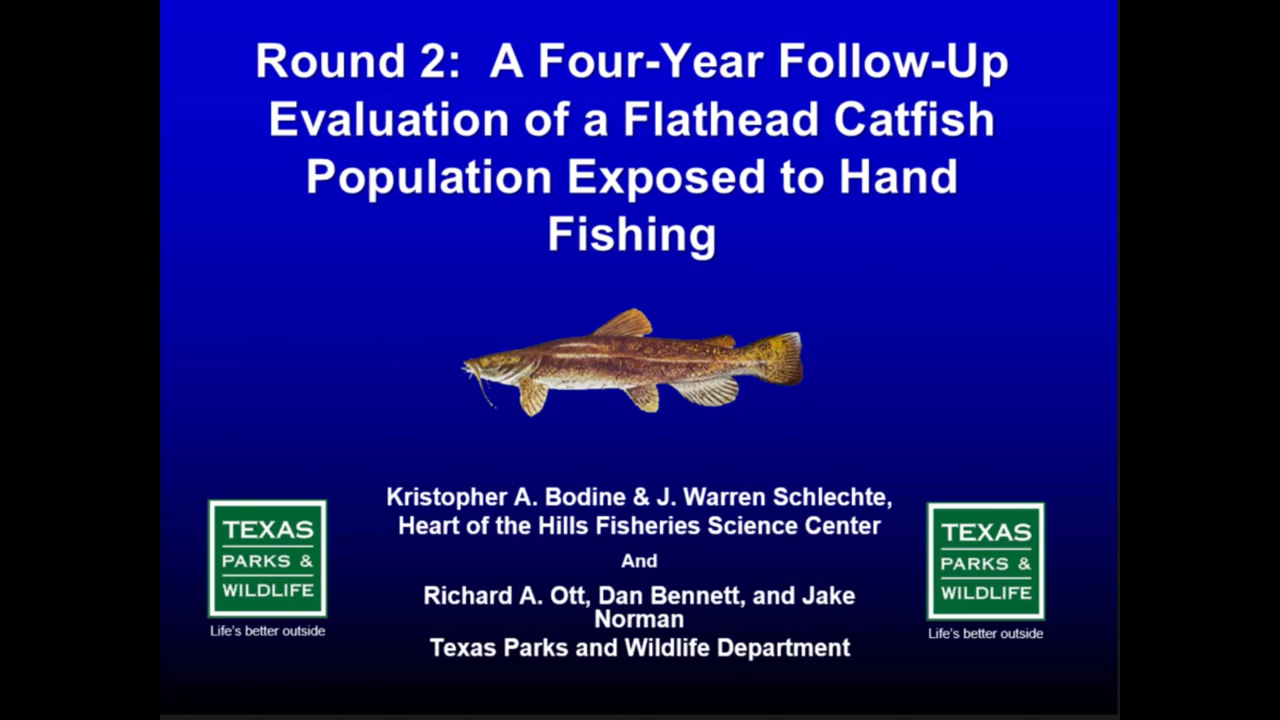 Round 2: A Four-Year Follow-Up
Evaluation of a Flathead Catfish
Population Exposed to Hand
Fishing
Kristopher A. Bodine & J. Warren Schlechte,
Heart of the Hills Fisheries Science Center
And
Richard A. Ott, Dan Bennett, and Jake
Norman
Texas Parks and Wildlife Department
TEXAS
PARKS &
WILDLIFE
Life's better outside
TEXAS
PARKS &
WILDLIFE
Life's better outside